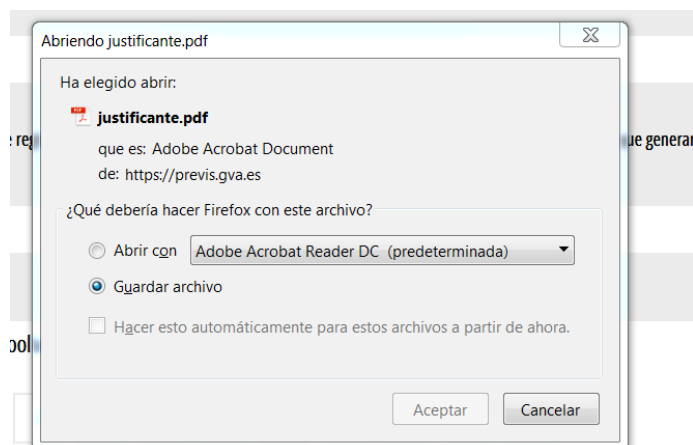 Abriendo justificante.pdf
Ha elegido abrir:
justificante.pdf
que es: Adobe Acrobat Document
de: https://previs.gva.es
¿Qué debería hacer Firefox con este archivo?
Abrir con Adobe Acrobat Reader DC (predeterminada)
Guardar archivo
Hacer esto automáticamente para estos archivos a partir de ahora.
Aceptar Cancelar